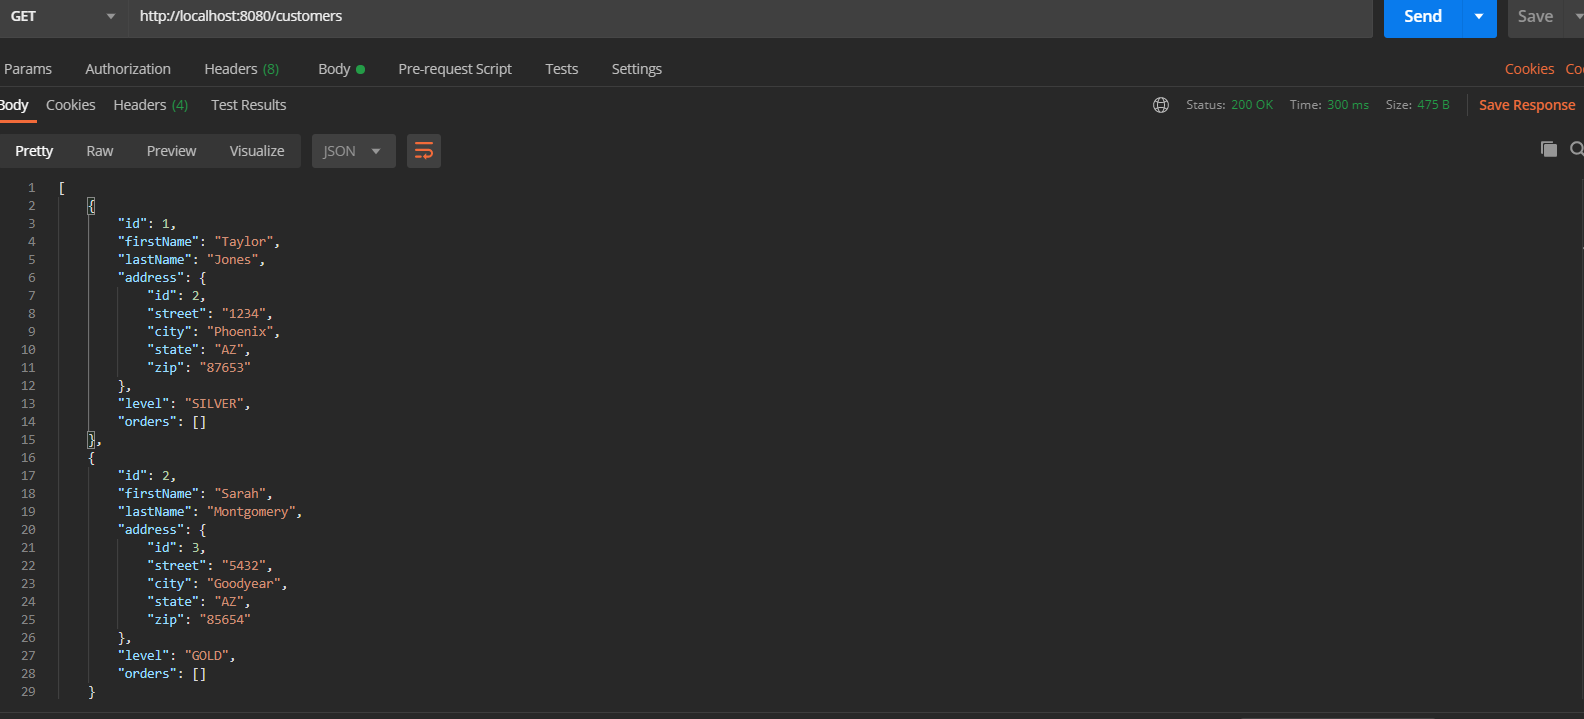 GET http://localhost:8080/customers Send Save
Params Authorization Headers (8) Body Pre-request Script Tests Settings Cookies Co
Body Cookies Headers (4) Test Results Status: 200 OK Time: 300 ms Size: 475 B Save Response
Pretty Raw Preview Visualize JSON
1 [
2 {
3 "id": 1,
4 "firstName": "Taylor",
5 "lastName": "Jones",
6 "address": {
7 "id": 2,
8 "street": "1234",
9 "city": "Phoenix",
10 "state": "AZ",
11 "zip": "87653"
12 },
13 "level": "SILVER",
14 "orders": []
15 },
16 {
17 "id": 2,
18 "firstName": "Sarah",
19 "lastName": "Montgomery",
20 "address": {
21 "id": 3,
22 "street": "5432",
23 "city": "Goodyear",
24 "state": "AZ",
25 "zip": "85654"
26 },
27 "level": "GOLD",
28 "orders": []
29 }